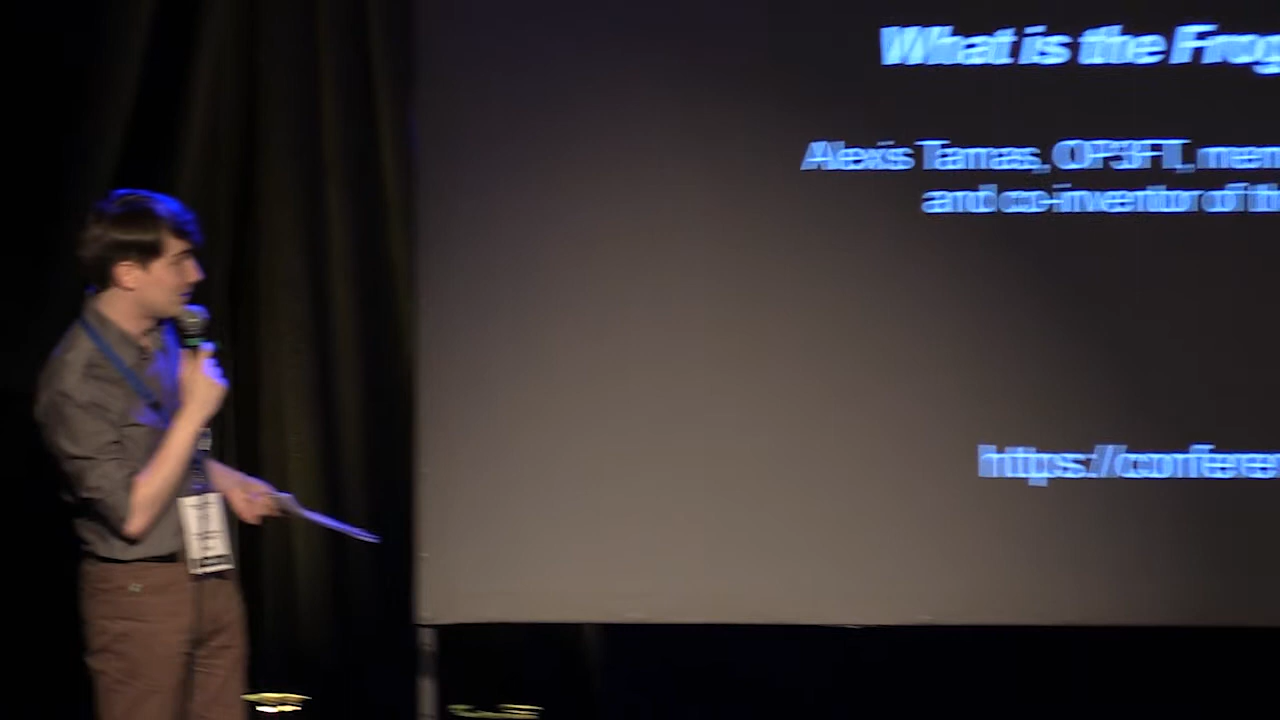 What is the Frog
Alexis Tamas, OP3FT, mem
and co-inventor of th
https://conferen